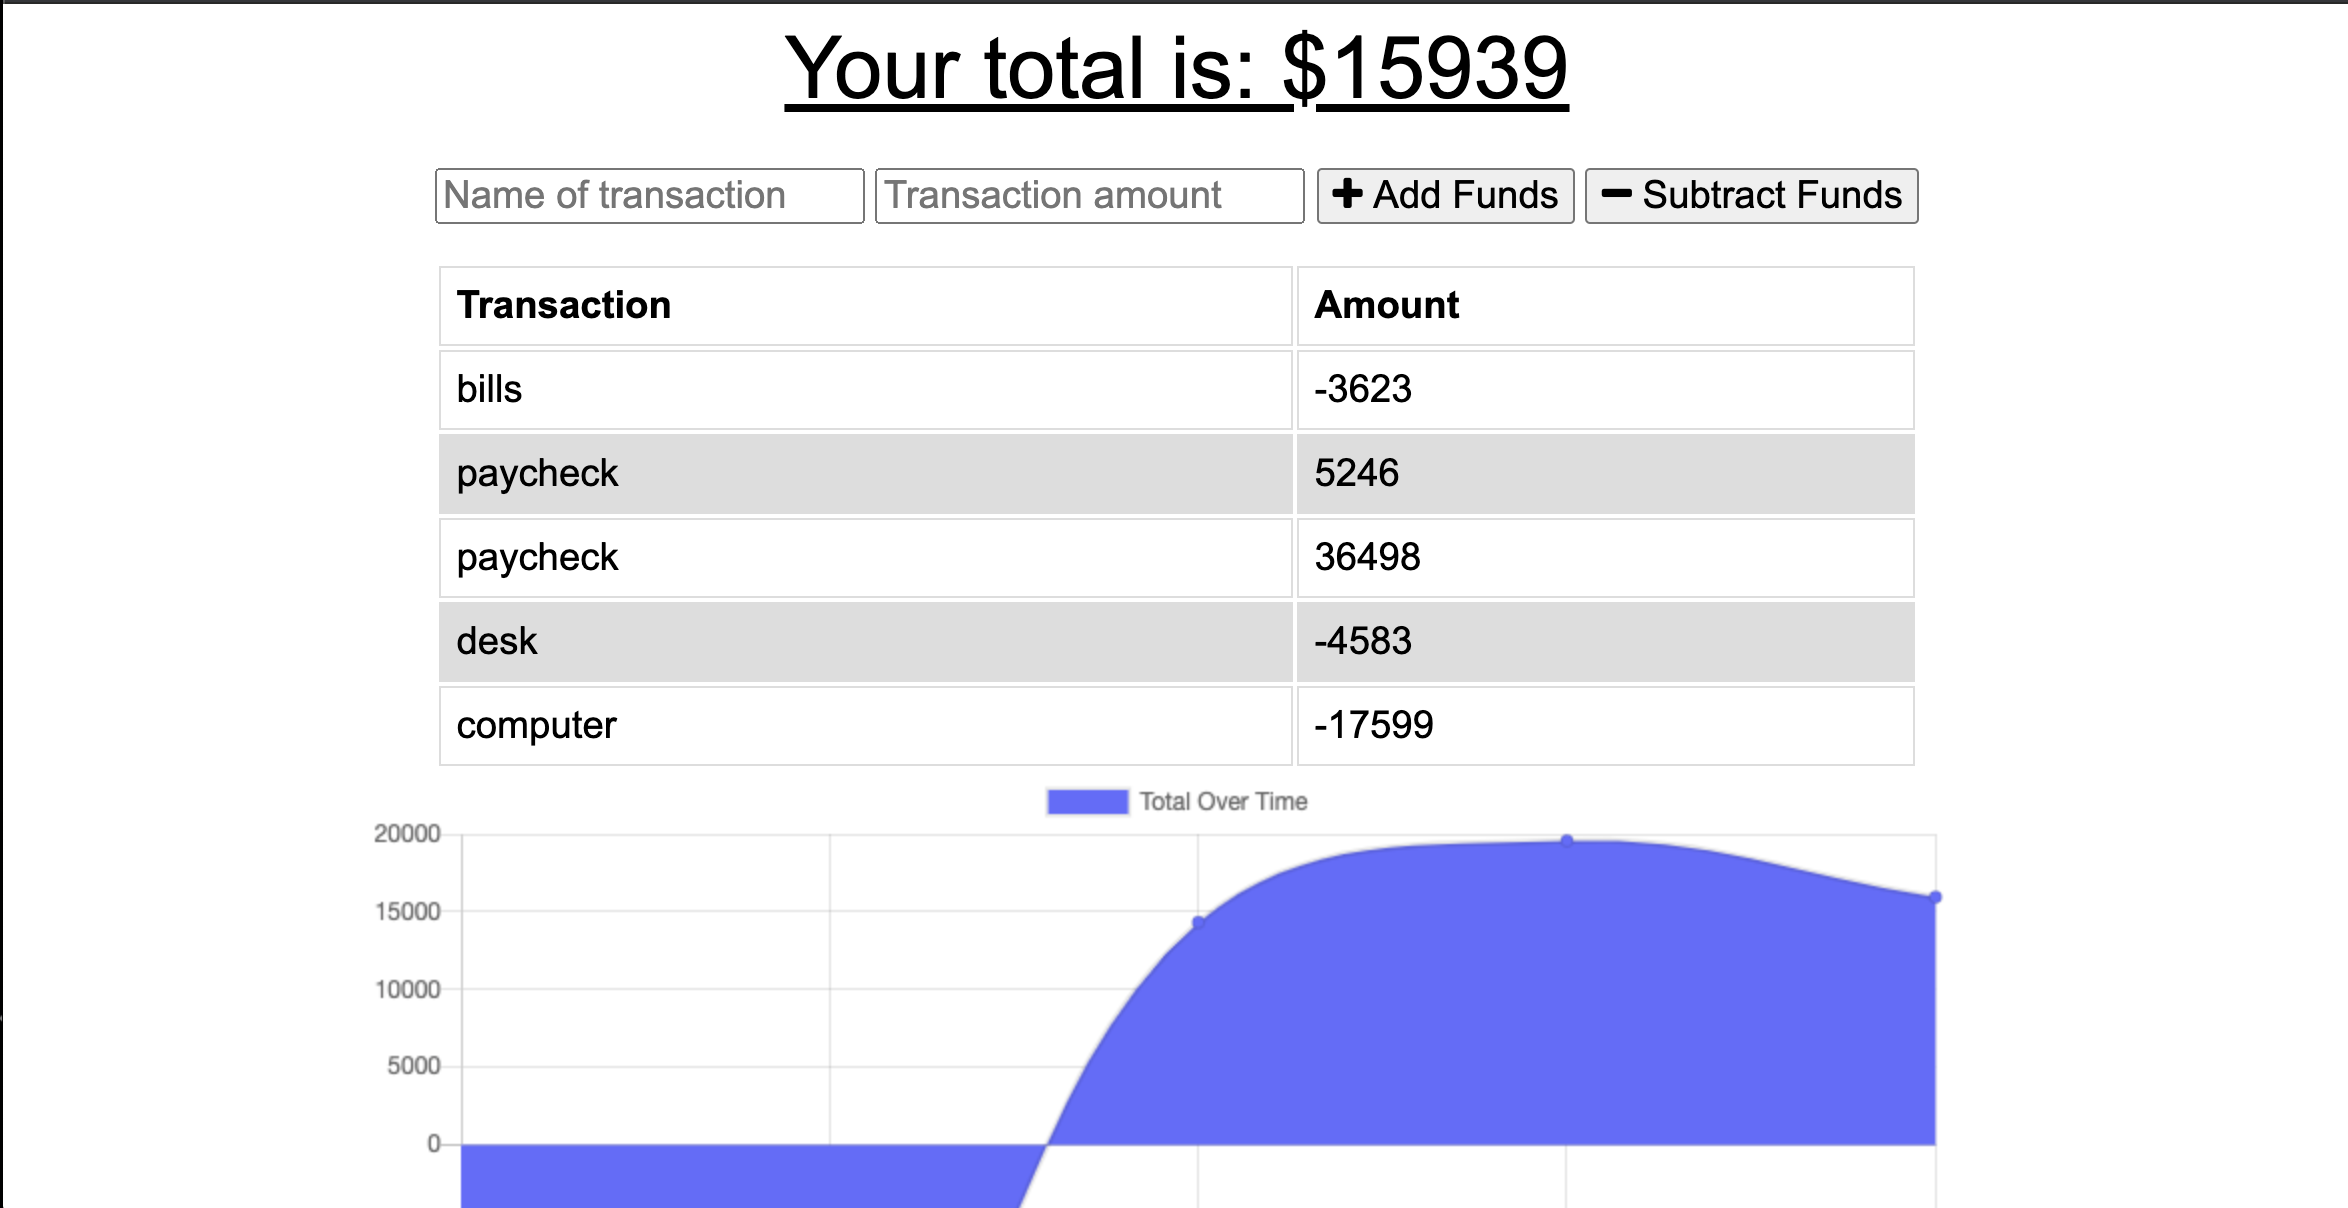 Your total is: $15939
Name of transaction Transaction amount + Add Funds − Subtract Funds
Transaction Amount
bills -3623
paycheck 5246
paycheck 36498
desk -4583
computer -17599
Total Over Time
20000
15000
10000
5000
0